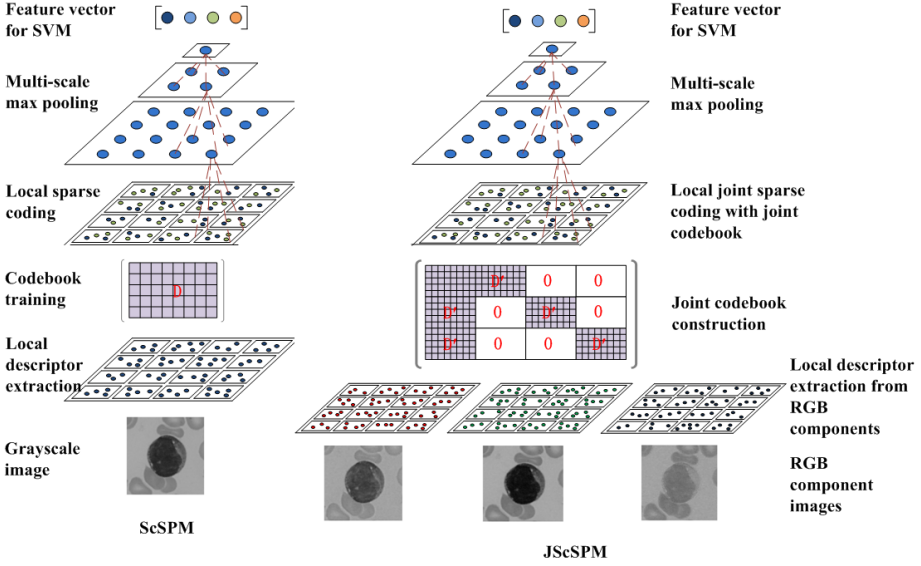 Feature vector
for SVM
Multi-scale
max pooling
Local sparse
coding
Codebook
training
D
Local
descriptor
extraction
Grayscale
image
ScSPM
Feature vector
for SVM
Multi-scale
max pooling
Local joint sparse
coding with joint
codebook
D' 0 0
D' 0 D' 0
D' 0 0 D'
Joint codebook
construction
Local descriptor
extraction from
RGB
components
RGB
component
images
JScSPM